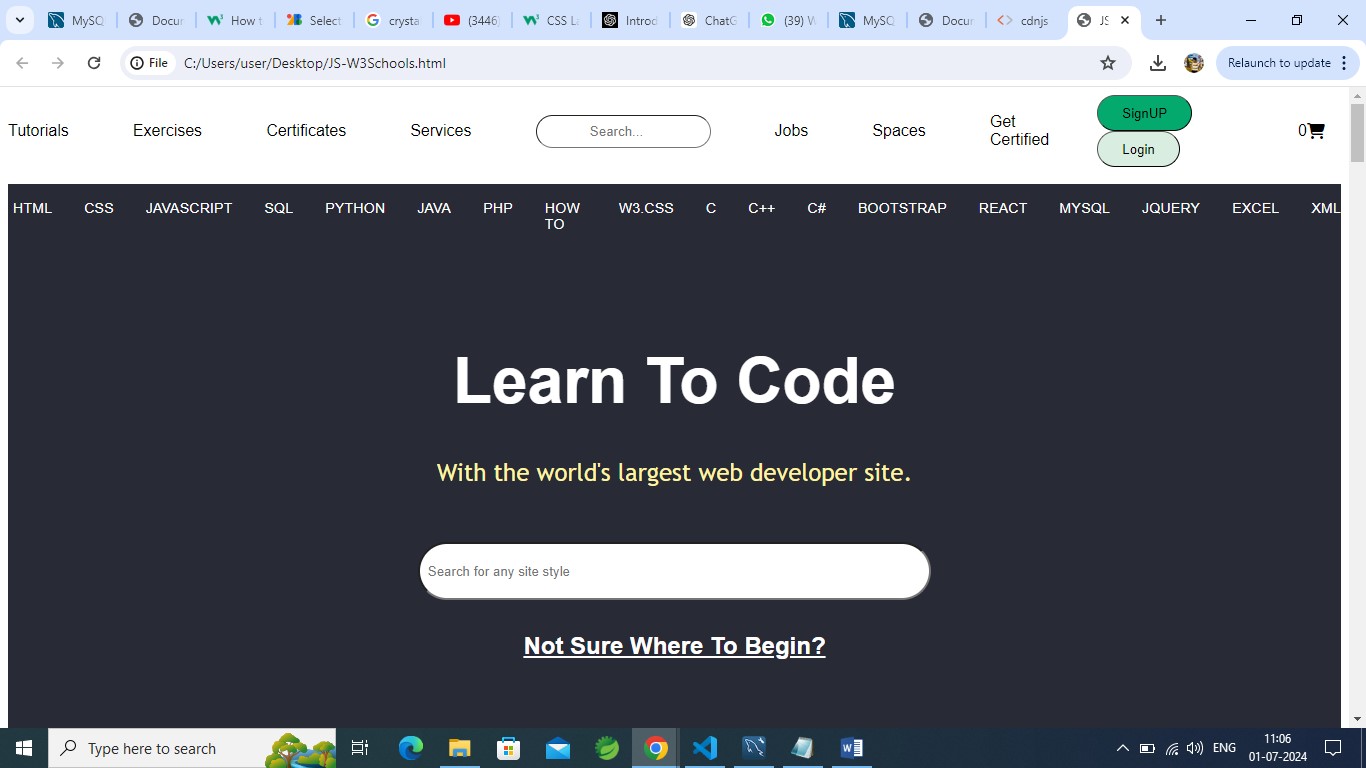 MySQ
Docur
How t
Select
crysta
(3446)
CSS La
Introd
ChatG
(39) W
MySQ
Docun
cdnjs
JS
File
C:/Users/user/Desktop/JS-W3Schools.html
Relaunch to update
Tutorials
Exercises
Certificates
Services
Search...
Jobs
Spaces
Get
Certified
SignUP
Login
0
HTML CSS JAVASCRIPT SQL PYTHON JAVA PHP HOW W3.CSS C C++ C# BOOTSTRAP REACT MYSQL JQUERY EXCEL XML
TO
Learn To Code
With the world's largest web developer site.
Search for any site style
Not Sure Where To Begin?
Type here to search
ENG
11:06
01-07-2024